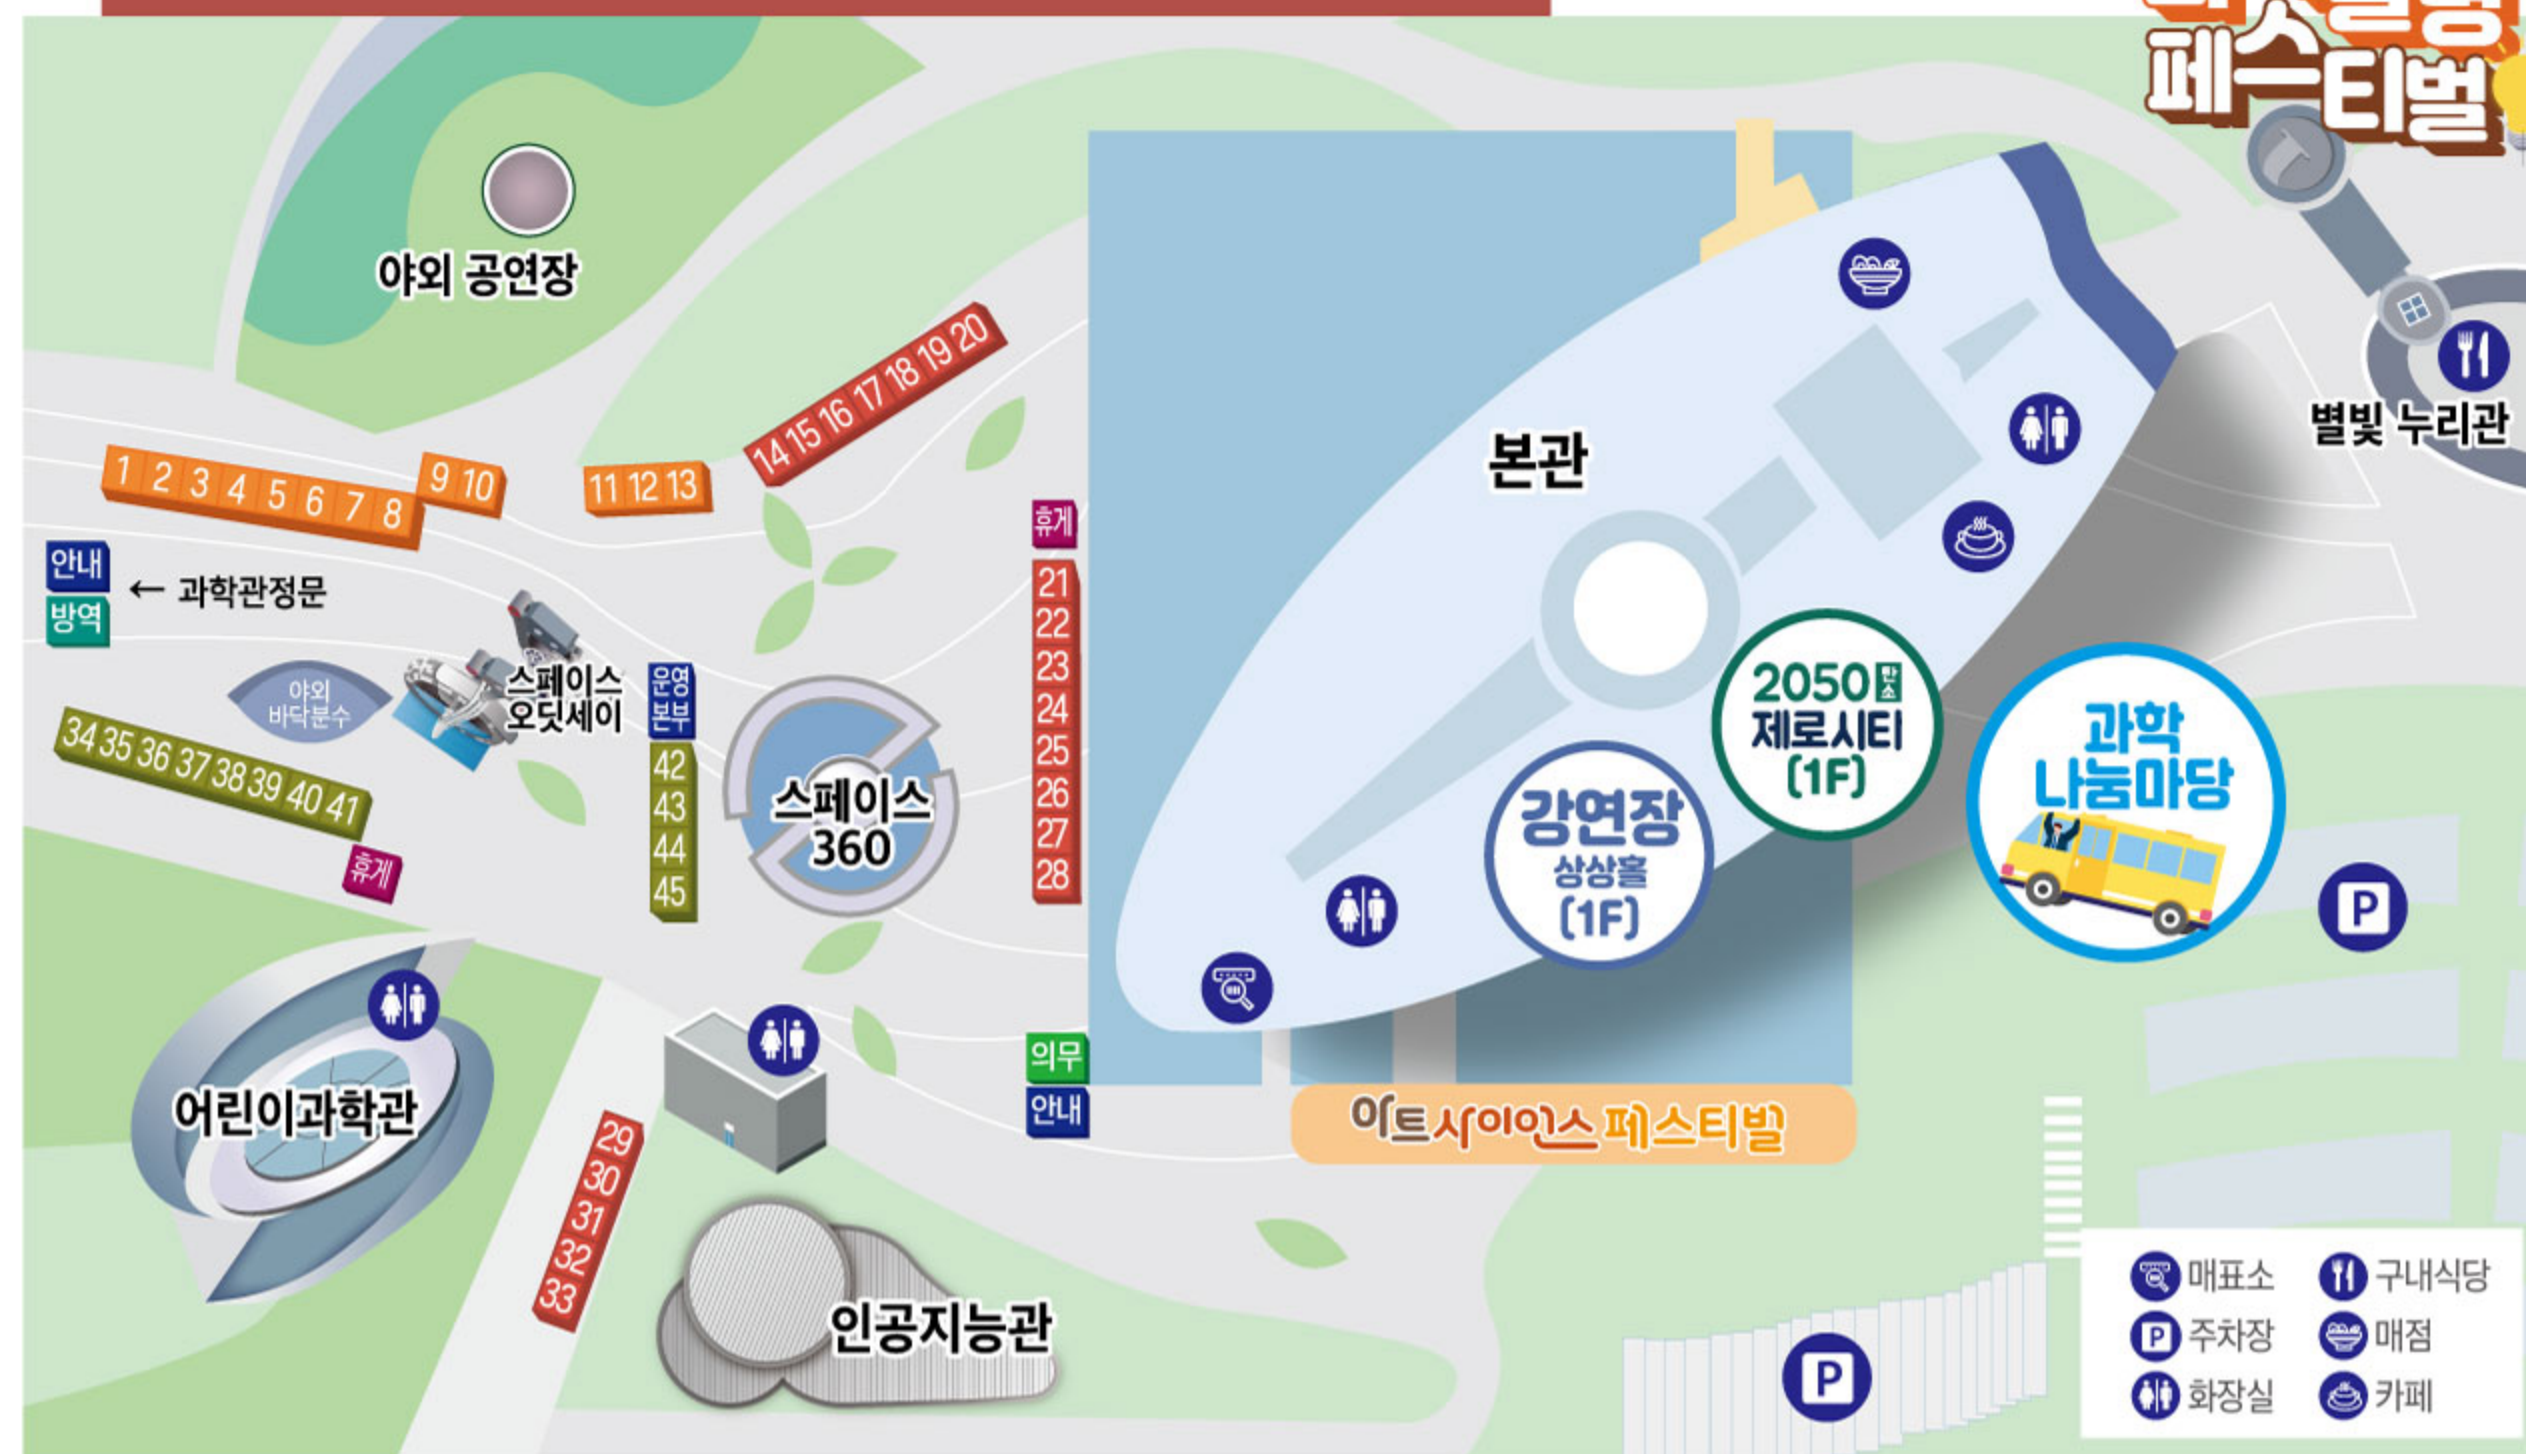 페스티벌
야외 공연장
14 15 16 17 18 19 20
1 2 3 4 5 6 7 8
9 10
11 12 13
별빛 누리관
본관
휴게
21
22
23
24
25
26
27
28
안내
방역
← 과학관정문
야외
바닥분수
스페이스
오딧세이
운영
본부
42
43
44
45
34 35 36 37 38 39 40 41
휴게
스페이스
360
2050 탄소
제로시티
(1F)
강연장
상상홀
(1F)
과학
나눔마당
P
어린이과학관
의무
안내
아트사이언스 페스티벌
29
30
31
32
33
인공지능관
P
매표소
구내식당
P 주차장
매점
화장실
카페